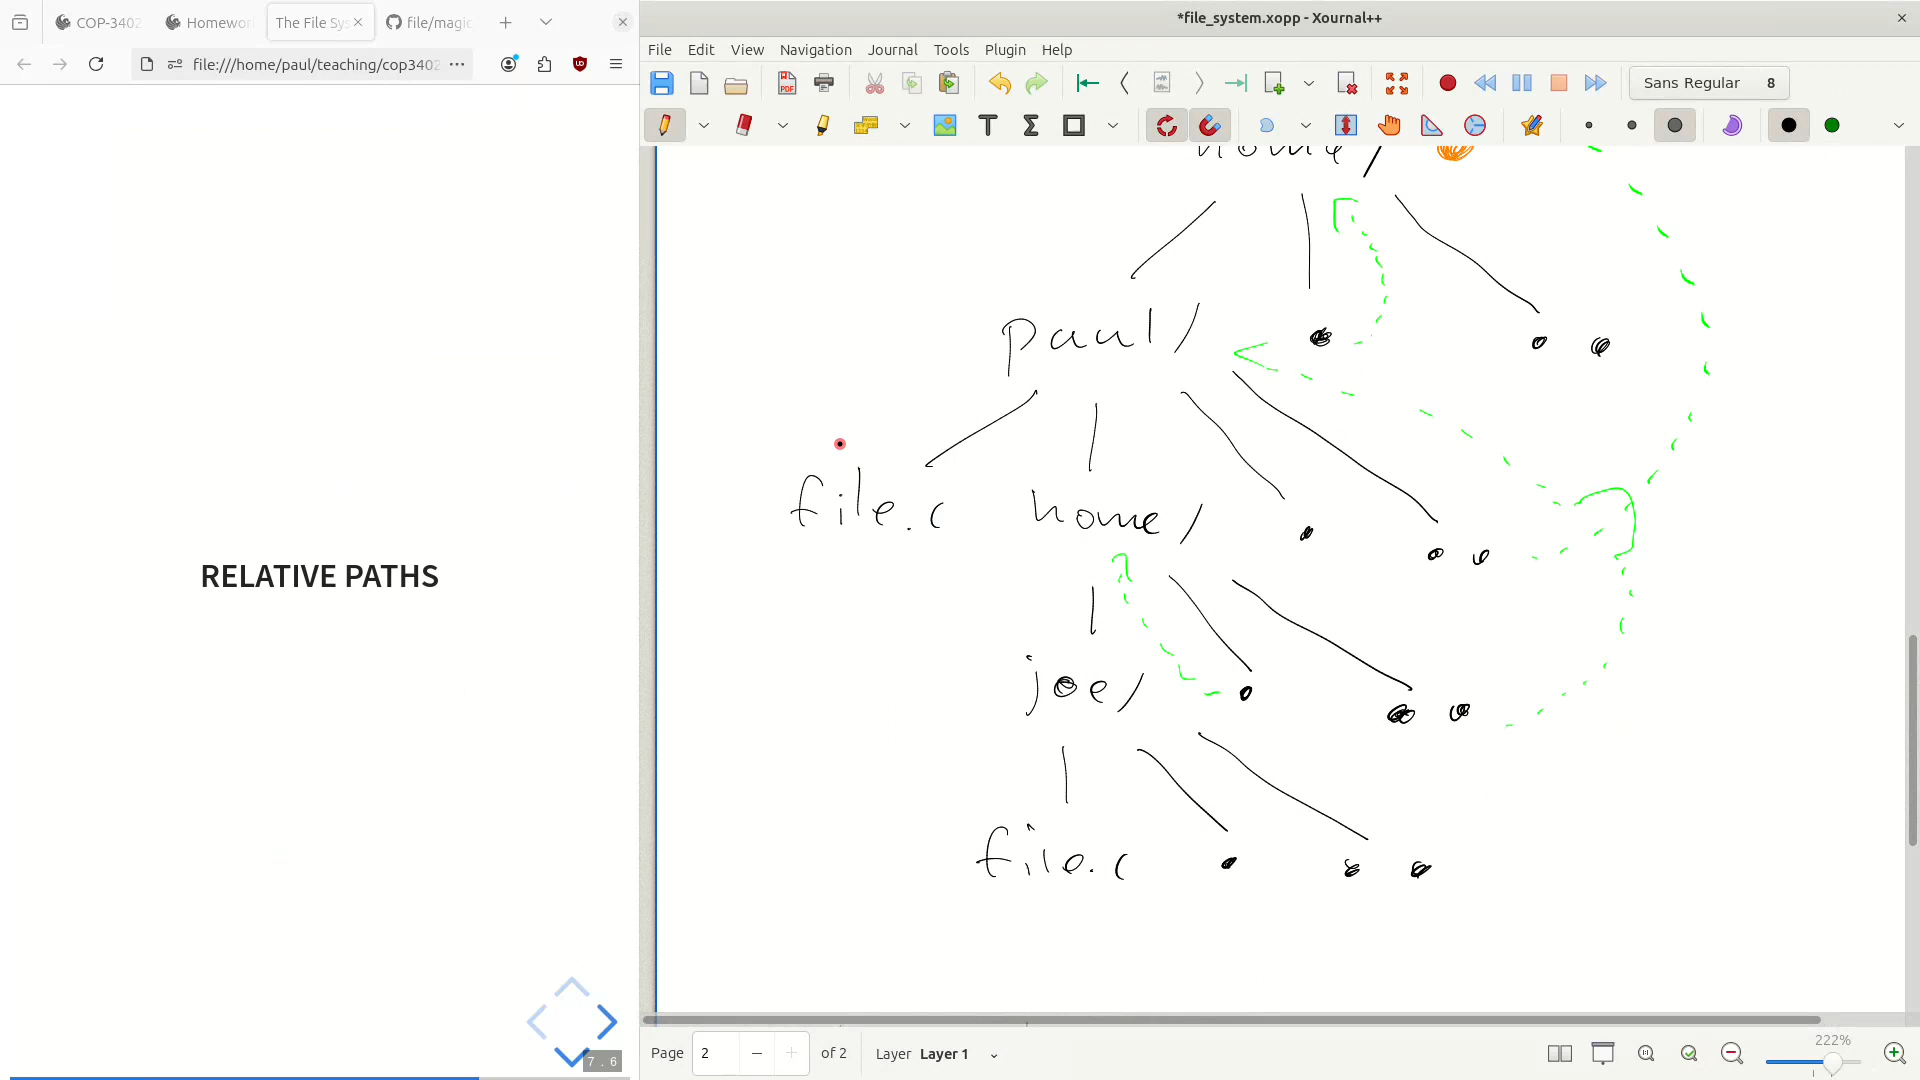 COP-3402
Homewor
The File Sys
file/magic
file:///home/paul/teaching/cop3402
RELATIVE PATHS
7 . 6
*file_system.xopp - Xournal++
File Edit View Navigation Journal Tools Plugin Help
Sans Regular 8
home/
paul/ . ..
file.c home/ . ..
joe/ . ..
file.c . ..
Page 2 of 2 Layer Layer 1
222%